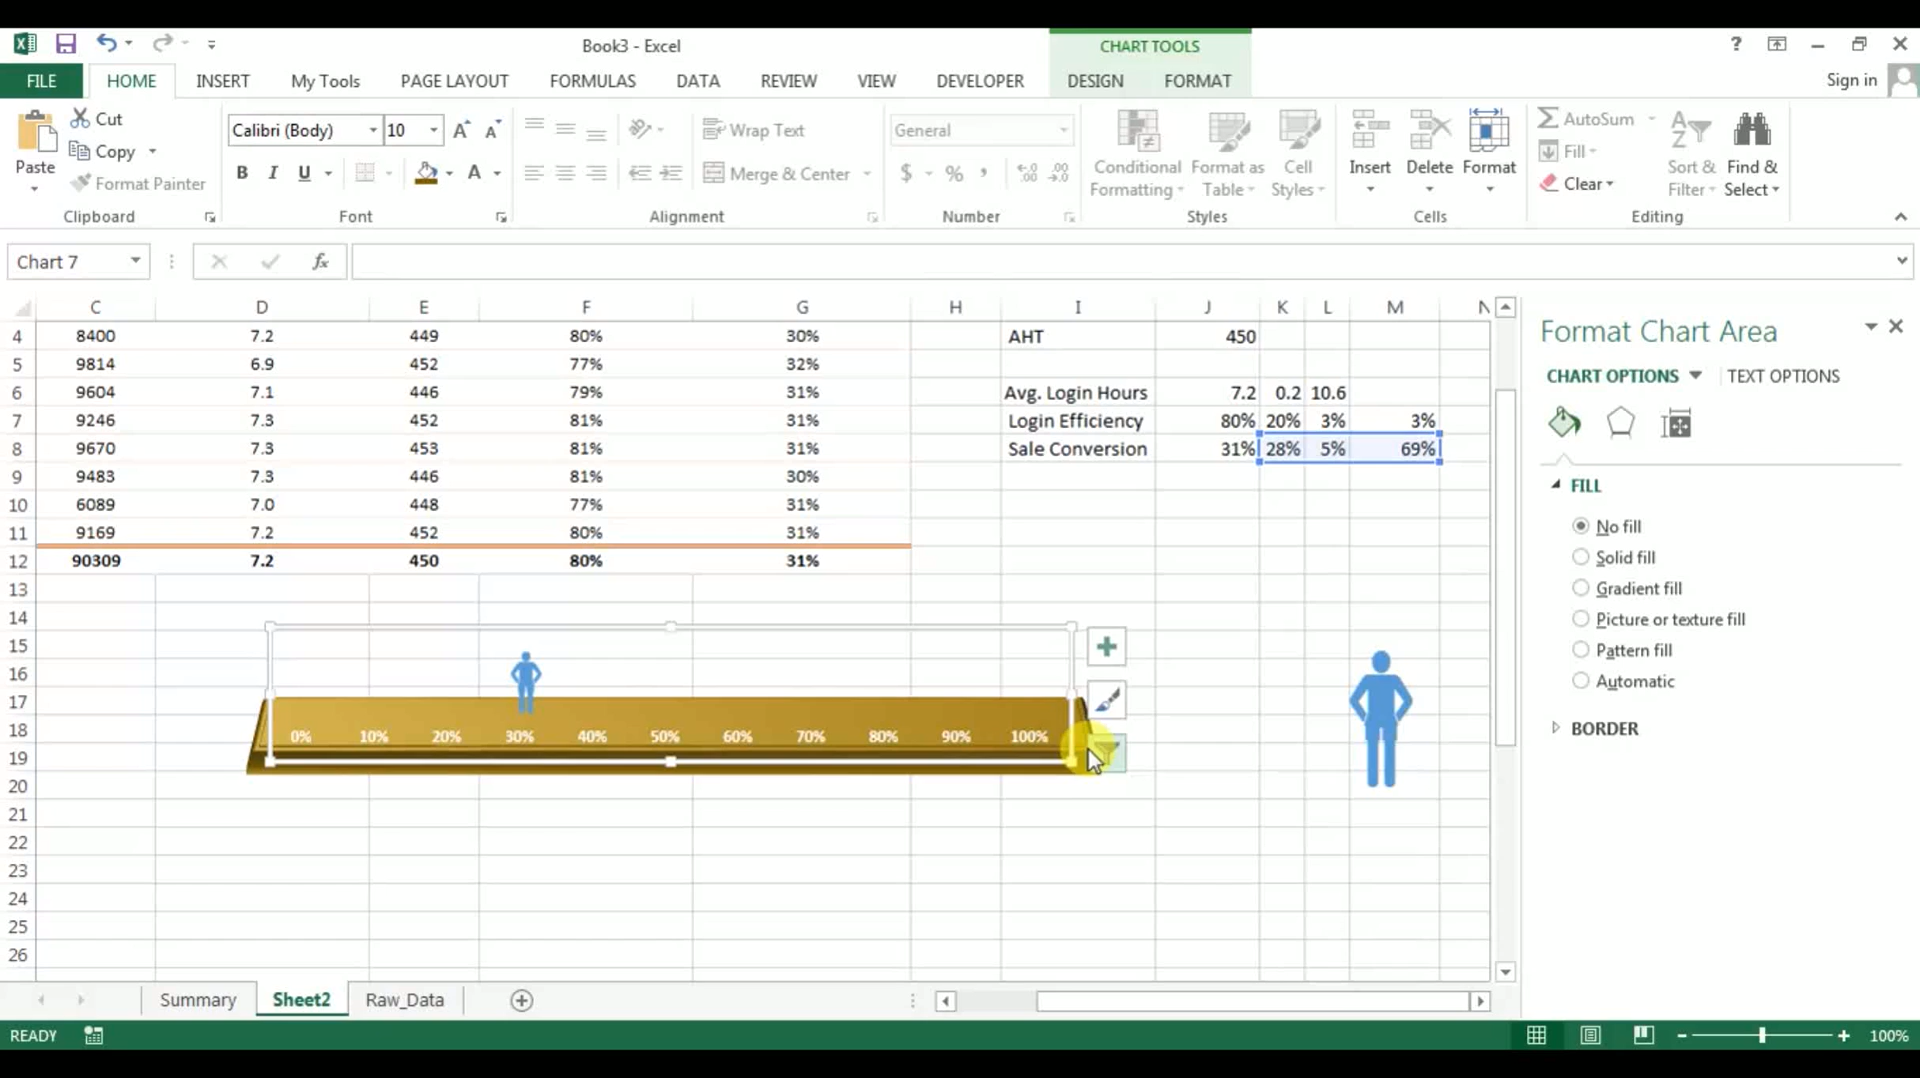 Book3 - Excel
CHART TOOLS
?
FILE HOME INSERT My Tools PAGE LAYOUT FORMULAS DATA REVIEW VIEW DEVELOPER DESIGN FORMAT Sign in
Paste
Cut
Copy
Format Painter
Clipboard
Calibri (Body) 10 A A
B I U A
Font
Wrap Text
Merge & Center
Alignment
General
$ % ,
Number
Conditional Formatting
Format as Table
Cell Styles
Styles
Insert Delete Format
Cells
AutoSum
Fill
Clear
Sort & Filter
Find & Select
Editing
Chart 7 fx
C D E F G H I J K L M N
4 8400 7.2 449 80% 30% AHT 450
5 9814 6.9 452 77% 32%
6 9604 7.1 446 79% 31% Avg. Login Hours 7.2 0.2 10.6
7 9246 7.3 452 81% 31% Login Efficiency 80% 20% 3% 3%
8 9670 7.3 453 81% 31% Sale Conversion 31% 28% 5% 69%
9 9483 7.3 446 81% 30%
10 6089 7.0 448 77% 31%
11 9169 7.2 452 80% 31%
12 90309 7.2 450 80% 31%
13
14
15
16
17
18 0% 10% 20% 30% 40% 50% 60% 70% 80% 90% 100%
19
20
21
22
23
24
25
26
Format Chart Area
CHART OPTIONS TEXT OPTIONS
FILL
No fill
Solid fill
Gradient fill
Picture or texture fill
Pattern fill
Automatic
BORDER
Summary Sheet2 Raw_Data
READY 100%